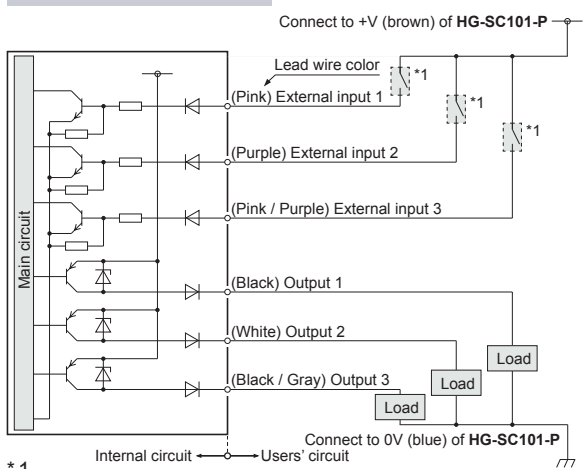 Connect to +V (brown) of HG-SC101-P
Lead wire color
*1
(Pink) External input 1
*1
*1
(Purple) External input 2
(Pink / Purple) External input 3
Main circuit
(Black) Output 1
(White) Output 2
Load
Load
(Black / Gray) Output 3
Load
Connect to 0V (blue) of HG-SC101-P
Internal circuit
Users' circuit
* 1